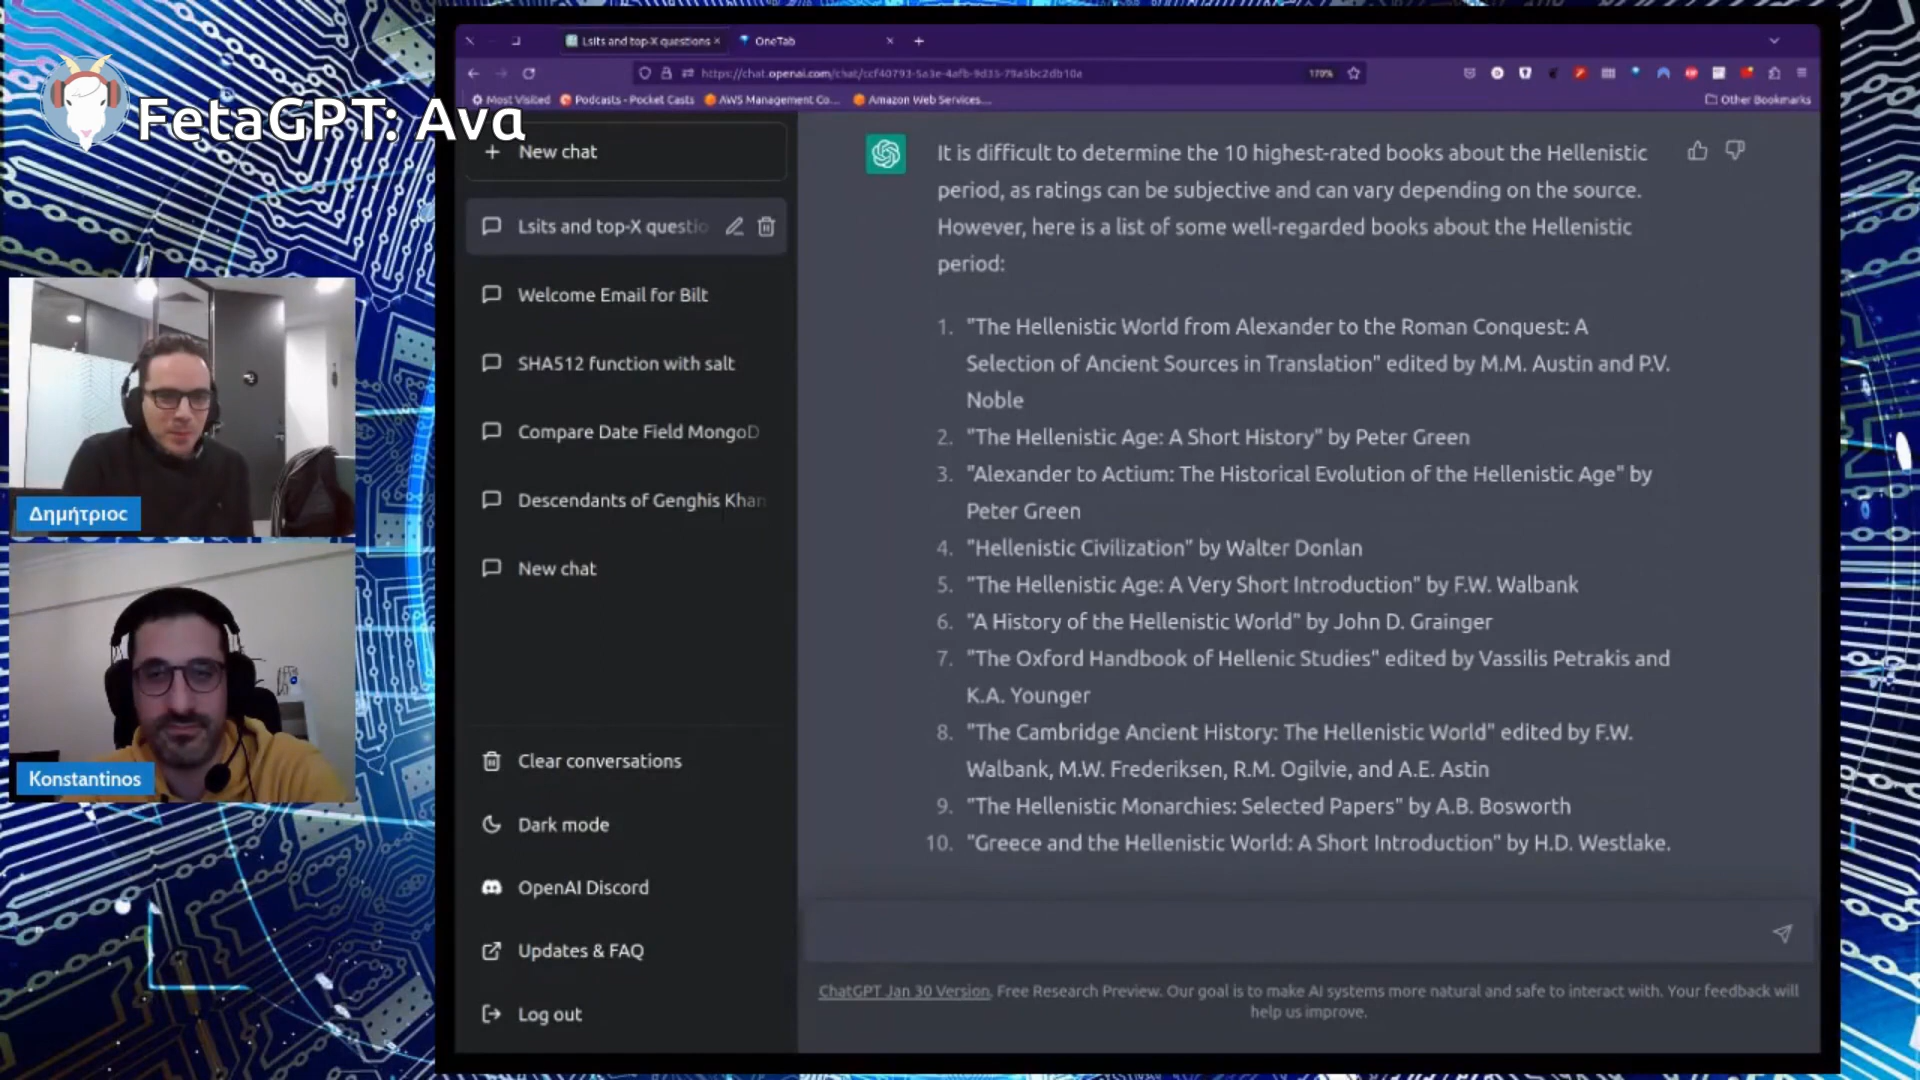 FetaGPT: Ανα
Lsits and top-X questions
OneTab
https://chat.openai.com/chat/ccf40793-5a3e-4afb-9d35-79a5bc2db10a
170%
Most Visited
Podcasts - Pocket Casts
AWS Management Co...
Amazon Web Services...
Other Bookmarks
New chat
Lsits and top-X questio
Welcome Email for Bilt
SHA512 function with salt
Compare Date Field MongoD
Descendants of Genghis Khan
New chat
Clear conversations
Dark mode
OpenAI Discord
Updates & FAQ
Log out
Δημήτριος
Konstantinos
It is difficult to determine the 10 highest-rated books about the Hellenistic
period, as ratings can be subjective and can vary depending on the source.
However, here is a list of some well-regarded books about the Hellenistic
period:
1. "The Hellenistic World from Alexander to the Roman Conquest: A
Selection of Ancient Sources in Translation" edited by M.M. Austin and P.V.
Noble
2. "The Hellenistic Age: A Short History" by Peter Green
3. "Alexander to Actium: The Historical Evolution of the Hellenistic Age" by
Peter Green
4. "Hellenistic Civilization" by Walter Donlan
5. "The Hellenistic Age: A Very Short Introduction" by F.W. Walbank
6. "A History of the Hellenistic World" by John D. Grainger
7. "The Oxford Handbook of Hellenic Studies" edited by Vassilis Petrakis and
K.A. Younger
8. "The Cambridge Ancient History: The Hellenistic World" edited by F.W.
Walbank, M.W. Frederiksen, R.M. Ogilvie, and A.E. Astin
9. "The Hellenistic Monarchies: Selected Papers" by A.B. Bosworth
10. "Greece and the Hellenistic World: A Short Introduction" by H.D. Westlake.
ChatGPT Jan 30 Version. Free Research Preview. Our goal is to make AI systems more natural and safe to interact with. Your feedback will
help us improve.